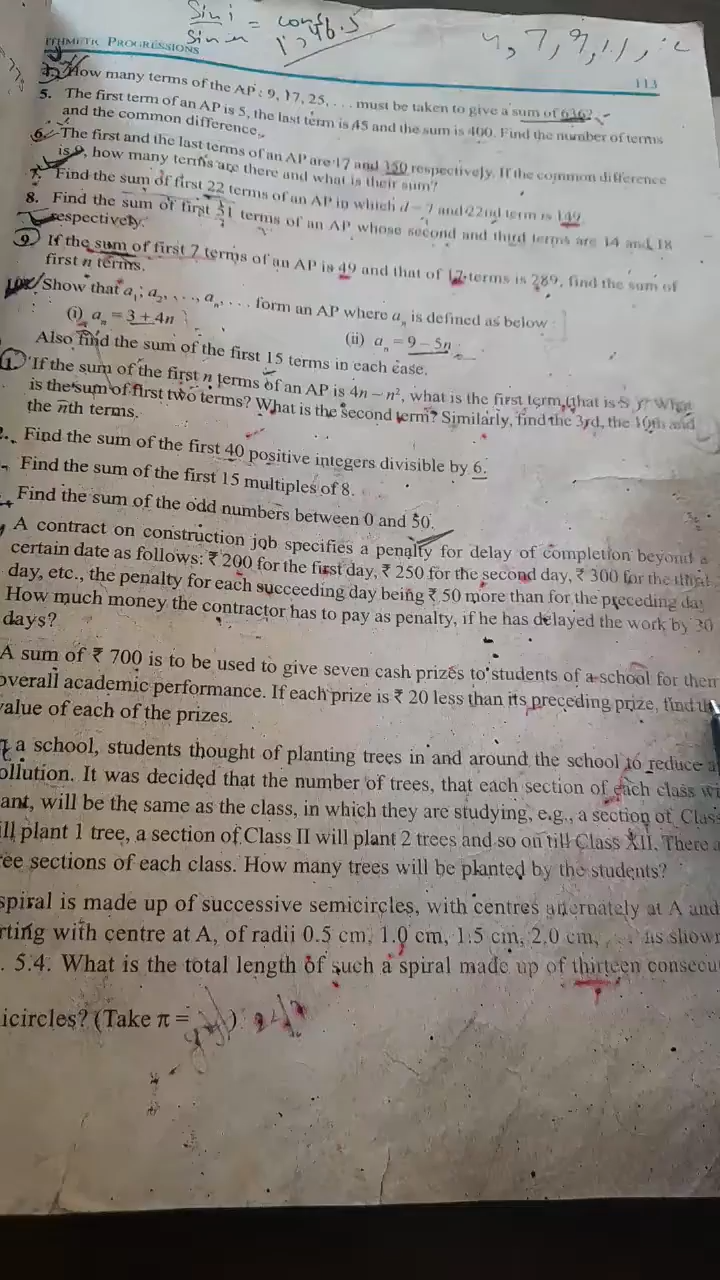 Sin i = const
4, 7, 9, 11,
PROGRESSIONS 113
How many terms of the AP : 9, 17, 25, . . . must be taken to give a sum of 636?
5. The first term of an AP is 5, the last term is 45 and the sum is 400. Find the number of terms
and the common difference.
6. The first and the last terms of an AP are 17 and 350 respectively. If the common difference
is 9, how many terms are there and what is their sum?
7. Find the sum of first 22 terms of an AP in which d = 7 and 22nd term is 149.
8. Find the sum of first 51 terms of an AP whose second and third terms are 14 and 18
respectively.
9. If the sum of first 7 terms of an AP is 49 and that of 17 terms is 289, find the sum of
first n terms.
Show that a₁, a₂, . . ., aₙ, . . . form an AP where aₙ is defined as below :
(i) aₙ = 3 + 4n (ii) aₙ = 9 – 5n
Also find the sum of the first 15 terms in each case.
If the sum of the first n terms of an AP is 4n – n², what is the first term (that is S₁)? What
is the sum of first two terms? What is the second term? Similarly, find the 3rd, the 10th and
the nth terms.
Find the sum of the first 40 positive integers divisible by 6.
Find the sum of the first 15 multiples of 8.
Find the sum of the odd numbers between 0 and 50.
A contract on construction job specifies a penalty for delay of completion beyond a
certain date as follows: ₹ 200 for the first day, ₹ 250 for the second day, ₹ 300 for the third
day, etc., the penalty for each succeeding day being ₹ 50 more than for the preceding day.
How much money the contractor has to pay as penalty, if he has delayed the work by 30
days?
A sum of ₹ 700 is to be used to give seven cash prizes to students of a school for their
overall academic performance. If each prize is ₹ 20 less than its preceding prize, find the
value of each of the prizes.
a school, students thought of planting trees in and around the school to reduce a
ollution. It was decided that the number of trees, that each section of each class wi
ant, will be the same as the class, in which they are studying, e.g., a section of Clas
ill plant 1 tree, a section of Class II will plant 2 trees and so on till Class XII. There a
ee sections of each class. How many trees will be planted by the students?
spiral is made up of successive semicircles, with centres alternately at A and
rting with centre at A, of radii 0.5 cm, 1.0 cm, 1.5 cm, 2.0 cm, . . . as shown
. 5.4. What is the total length of such a spiral made up of thirteen consecu
icircles? (Take π = )